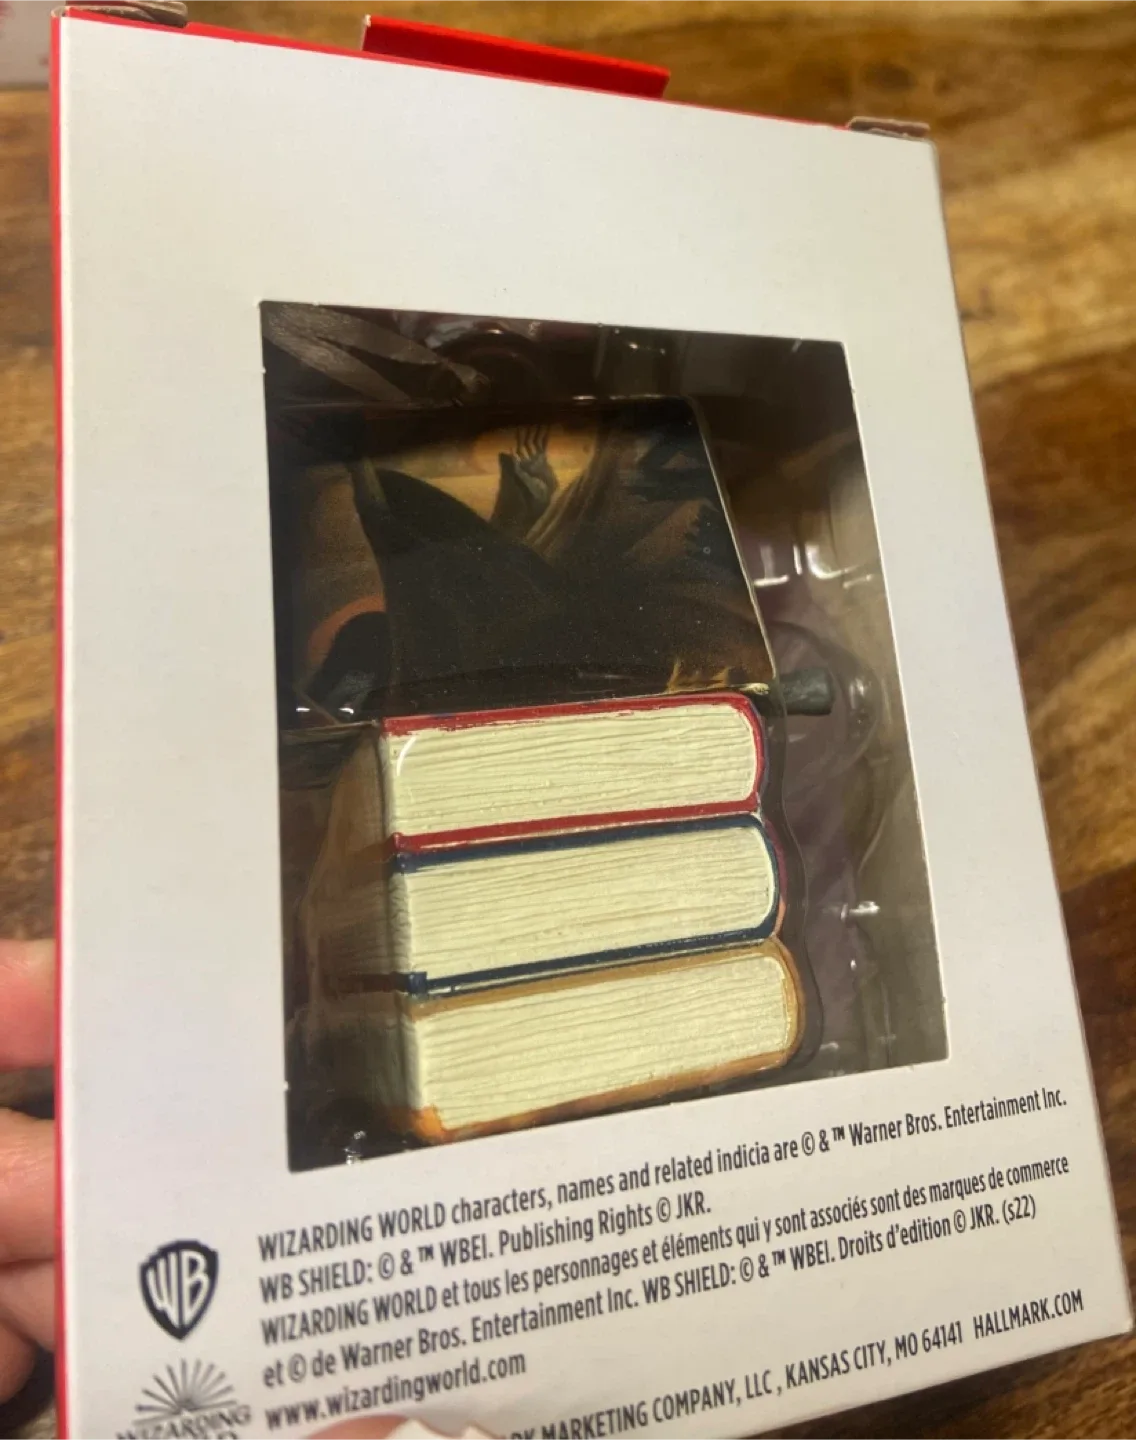 WIZARDING WORLD characters, names and related indicia are © & ™ Warner Bros. Entertainment Inc.
WB SHIELD: © & ™ WBEI. Publishing Rights © JKR.
WIZARDING WORLD et tous les personnages et éléments qui y sont associés sont des marques de commerce
et © de Warner Bros. Entertainment Inc. WB SHIELD: © & ™ WBEI. Droits d'edition © JKR. (s22)
www.wizardingworld.com
MARKETING COMPANY, LLC , KANSAS CITY, MO 64141 HALLMARK.COM
WB
WIZARDING